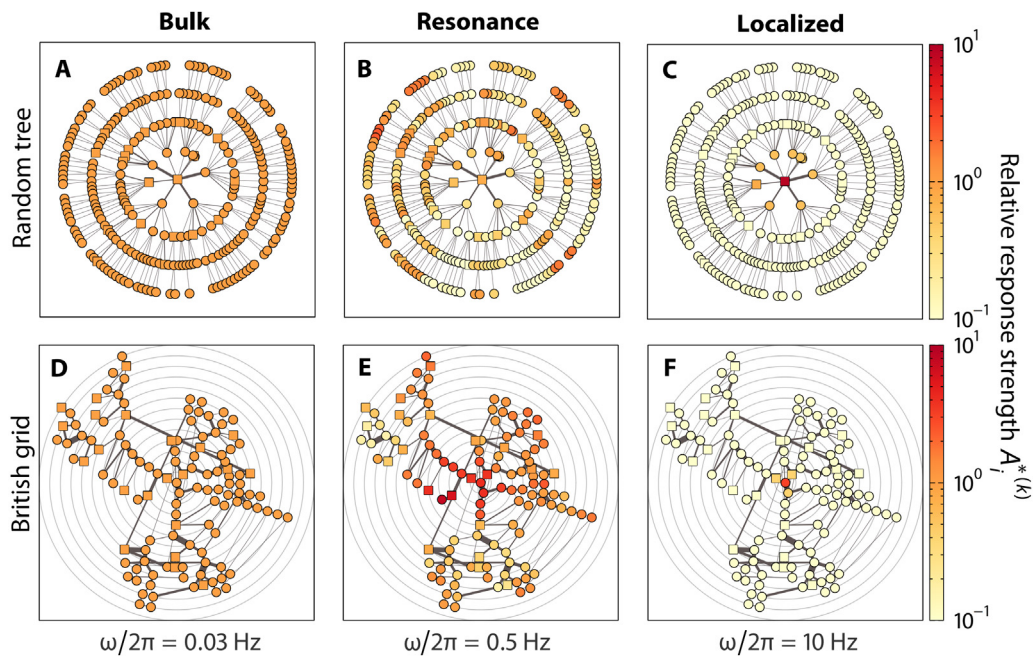 Bulk
Resonance
Localized
Random tree
A
B
C
10^1
10^0
10^-1
D
E
F
10^1
10^0
10^-1
Relative response strength A_i^{*(k)}
British grid
ω/2π = 0.03 Hz
ω/2π = 0.5 Hz
ω/2π = 10 Hz